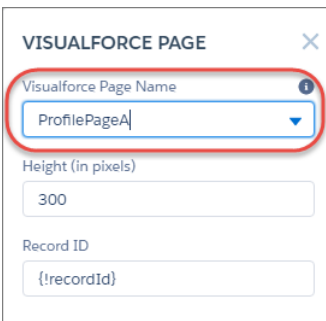 VISUALFORCE PAGE
Visualforce Page Name
ProfilePageA
Height (in pixels)
300
Record ID
{!recordId}